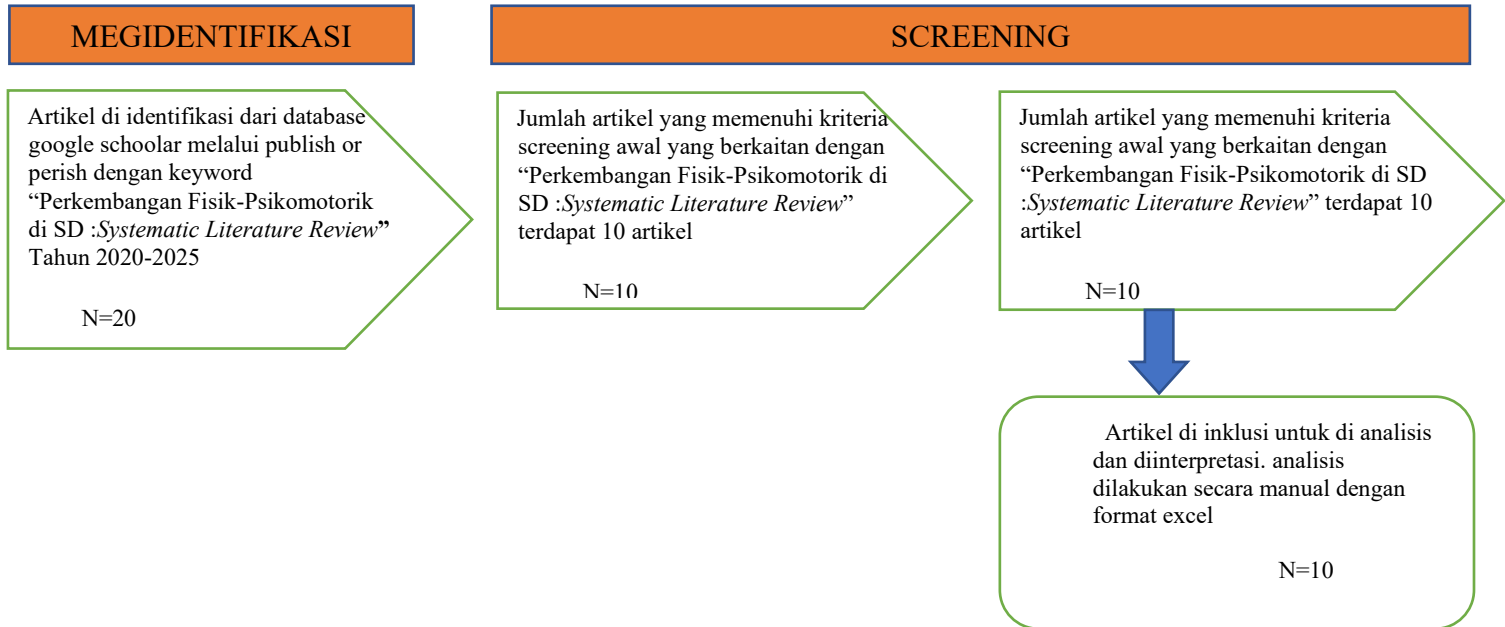 MEGIDENTIFIKASI
SCREENING
Artikel di identifikasi dari database
google schoolar melalui publish or
perish dengan keyword
“Perkembangan Fisik-Psikomotorik
di SD :Systematic Literature Review”
Tahun 2020-2025
N=20
Jumlah artikel yang memenuhi kriteria
screening awal yang berkaitan dengan
“Perkembangan Fisik-Psikomotorik di
SD :Systematic Literature Review”
terdapat 10 artikel
N=10
Jumlah artikel yang memenuhi kriteria
screening awal yang berkaitan dengan
“Perkembangan Fisik-Psikomotorik di SD
:Systematic Literature Review” terdapat 10
artikel
N=10
Artikel di inklusi untuk di analisis
dan diinterpretasi. analisis
dilakukan secara manual dengan
format excel
N=10